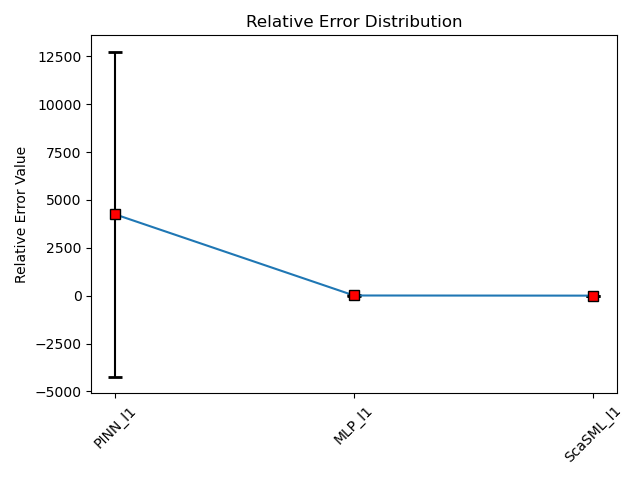 Relative Error Distribution
Relative Error Value
12500
10000
7500
5000
2500
0
−2500
−5000
PINN_l1
MLP_l1
ScaSML_l1